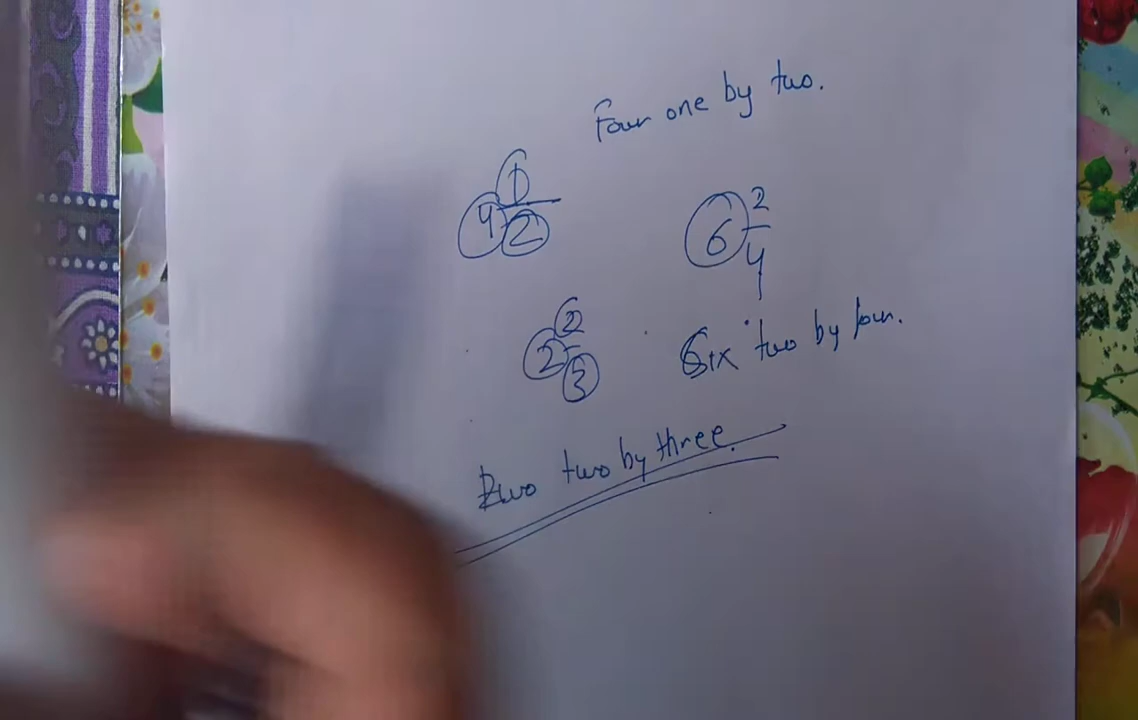 Four one by two.
4 1/2
6 2/4
2 2/3
Six two by four.
Two two by three.